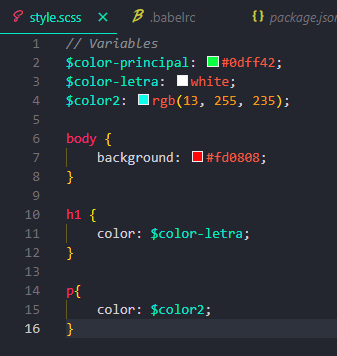 style.scss .babelrc package.json
1 // Variables
2 $color-principal: #0dff42;
3 $color-letra: white;
4 $color2: rgb(13, 255, 235);
5
6 body {
7 background: #fd0808;
8 }
9
10 h1 {
11 color: $color-letra;
12 }
13
14 p{
15 color: $color2;
16 }